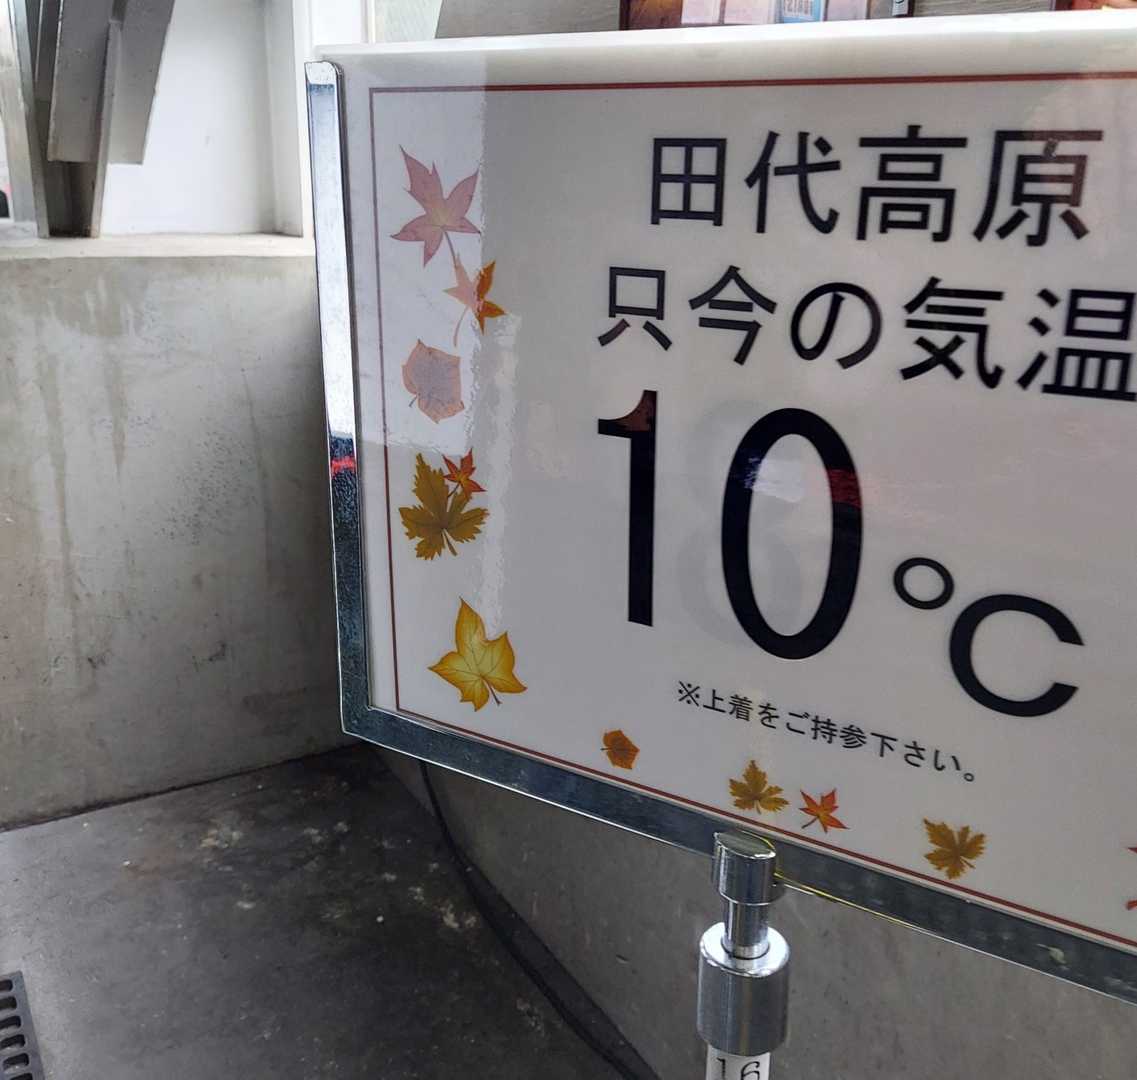 田代高原
只今の気温
10℃
※上着をご持参下さい。
16